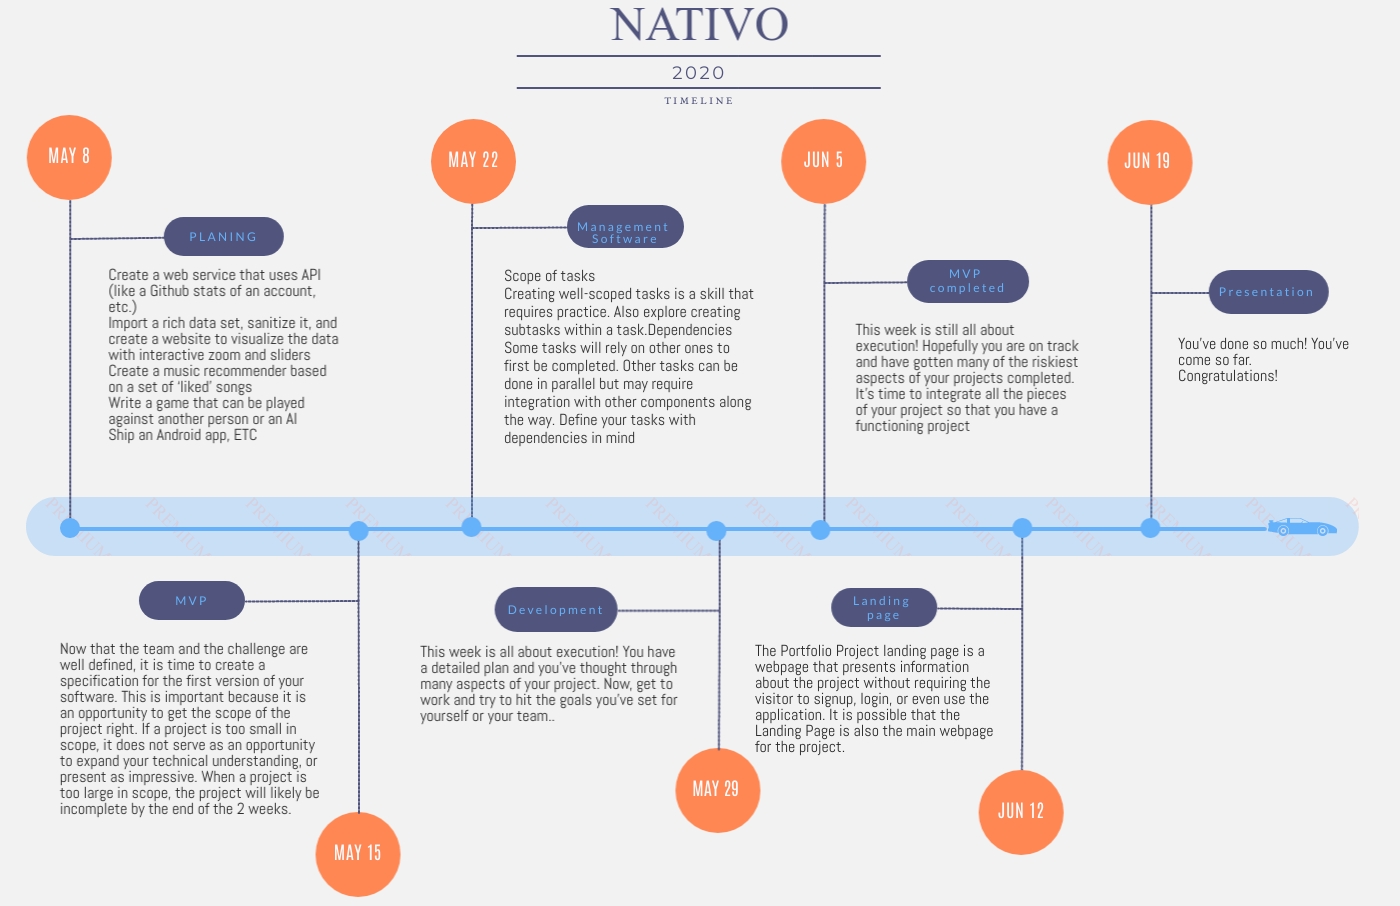 NATIVO
2020
TIMELINE
MAY 8
PLANING
Create a web service that uses API
(like a Github stats of an account,
etc.)
Import a rich data set, sanitize it, and
create a website to visualize the data
with interactive zoom and sliders
Create a music recommender based
on a set of ‘liked’ songs
Write a game that can be played
against another person or an AI
Ship an Android app, ETC
MAY 22
Management
Software
Scope of tasks
Creating well-scoped tasks is a skill that
requires practice. Also explore creating
subtasks within a task.Dependencies
Some tasks will rely on other ones to
first be completed. Other tasks can be
done in parallel but may require
integration with other components along
the way. Define your tasks with
dependencies in mind
JUN 5
MVP
completed
This week is still all about
execution! Hopefully you are on track
and have gotten many of the riskiest
aspects of your projects completed.
It’s time to integrate all the pieces
of your project so that you have a
functioning project
JUN 19
Presentation
You’ve done so much! You’ve
come so far.
Congratulations!
PREMIUM PREMIUM PREMIUM PREMIUM PREMIUM PREMIUM PREMIUM PREMIUM PREMIUM PREMIUM PREMIUM PREMIUM PREMIUM
MVP
Now that the team and the challenge are
well defined, it is time to create a
specification for the first version of your
software. This is important because it is
an opportunity to get the scope of the
project right. If a project is too small in
scope, it does not serve as an opportunity
to expand your technical understanding, or
present as impressive. When a project is
too large in scope, the project will likely be
incomplete by the end of the 2 weeks.
MAY 15
Development
This week is all about execution! You have
a detailed plan and you’ve thought through
many aspects of your project. Now, get to
work and try to hit the goals you’ve set for
yourself or your team..
MAY 29
Landing
page
The Portfolio Project landing page is a
webpage that presents information
about the project without requiring the
visitor to signup, login, or even use the
application. It is possible that the
Landing Page is also the main webpage
for the project.
JUN 12